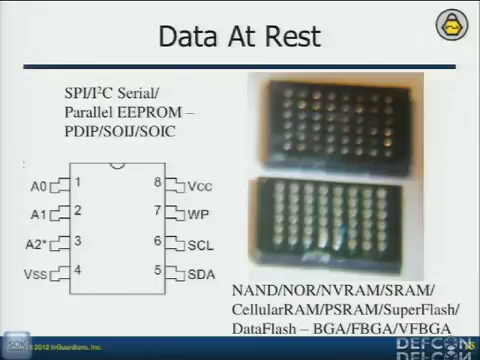 Data At Rest
SPI/I²C Serial/
Parallel EEPROM –
PDIP/SOIJ/SOIC
A0 1 8 Vcc
A1 2 7 WP
A2* 3 6 SCL
Vss 4 5 SDA
NAND/NOR/NVRAM/SRAM/
CellularRAM/PSRAM/SuperFlash/
DataFlash – BGA/FBGA/VFBGA
2012 InGuardians, Inc.
DEFCON